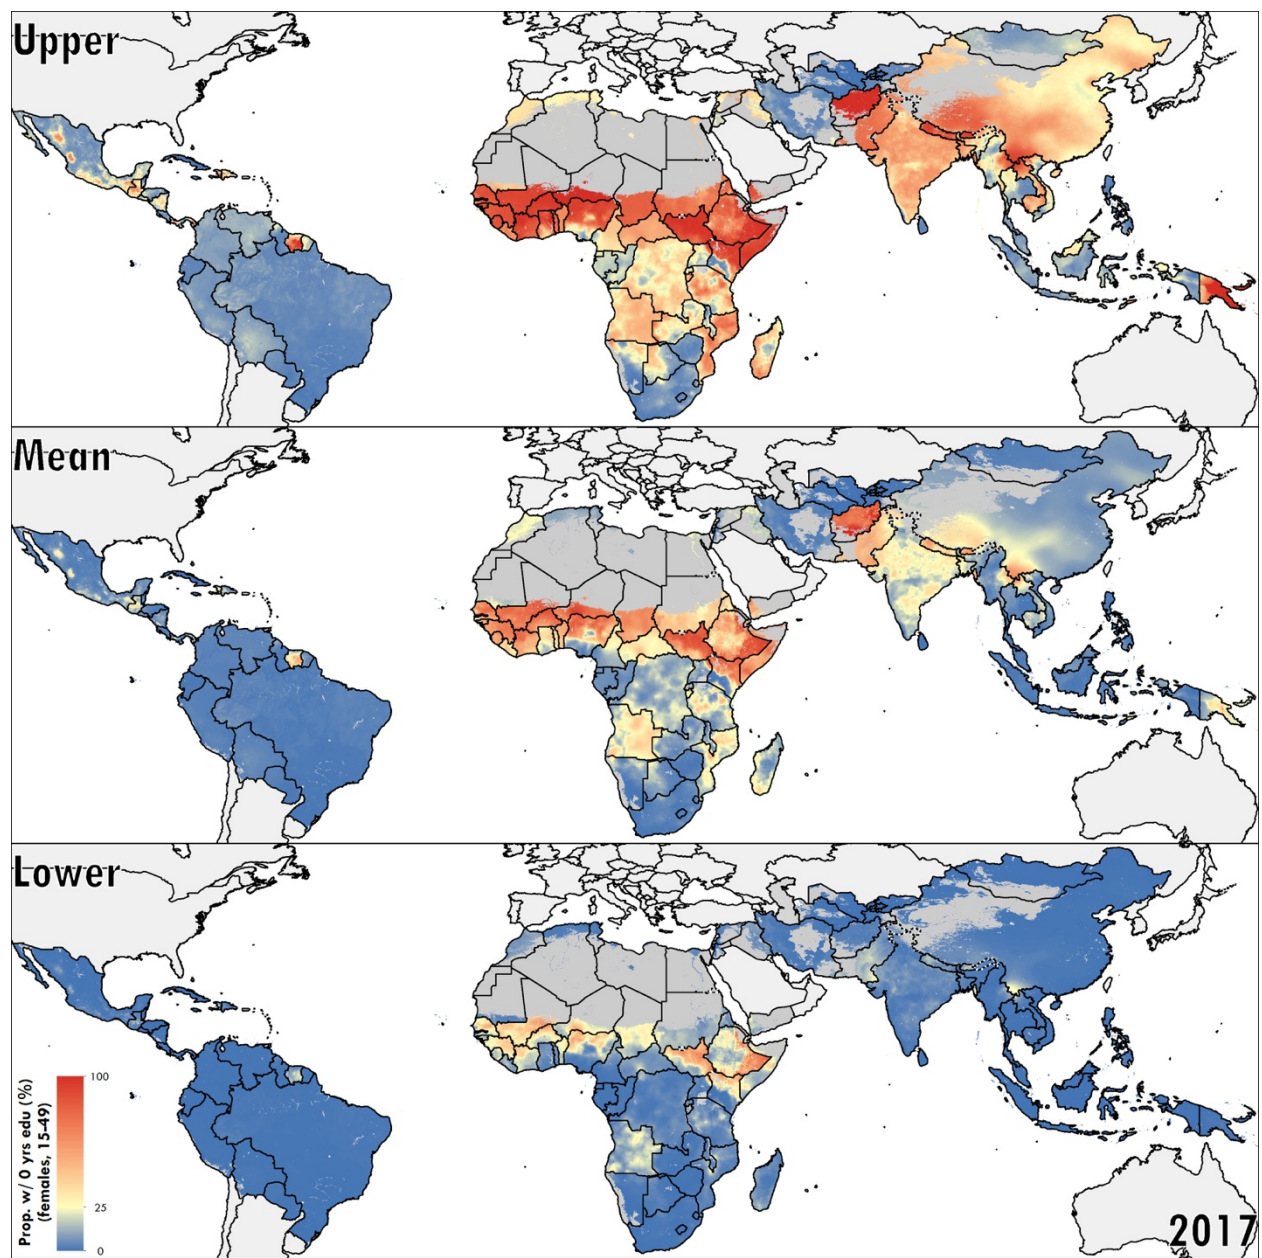 Upper
Mean
Lower
Prop. w/ 0 yrs edu (%)
(females, 15-49)
100
25
0
2017